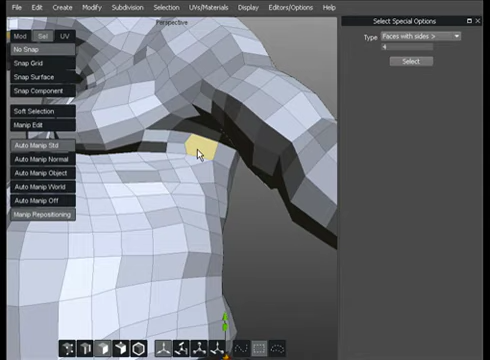 File Edit Create Modify Subdivision Selection UVs/Materials Display Editors/Options Help
Perspective
Select Special Options
Mod Sel UV
Type Faces with sides >
No Snap
4
Snap Grid
Select
Snap Surface
Snap Component
Soft Selection
Manip Edit
Auto Manip Std
Auto Manip Normal
Auto Manip Object
Auto Manip World
Auto Manip Off
Manip Repositioning